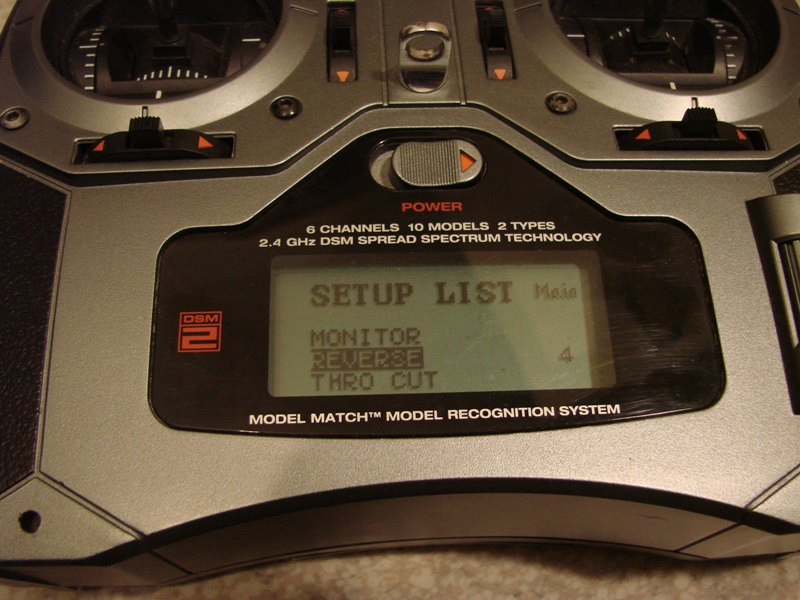 POWER
6 CHANNELS 10 MODELS 2 TYPES
2.4 GHz DSM SPREAD SPECTRUM TECHNOLOGY
SETUP LIST Main
DSM
2
MONITOR
REVERSE 4
THRO CUT
MODEL MATCH™ MODEL RECOGNITION SYSTEM